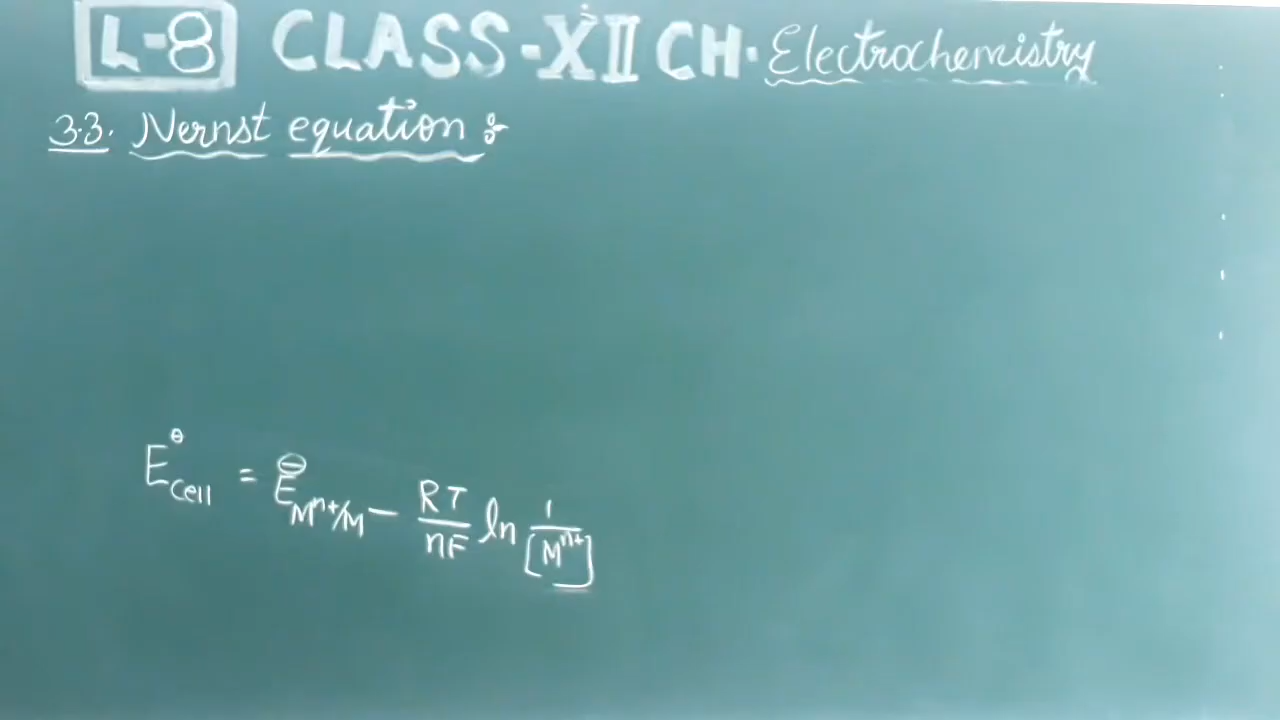 L-8 CLASS-XII CH. Electrochemistry
3.3. Nernst equation :-
E⊖Cell = E⊖Mⁿ⁺/M − RT/nF ln 1/[Mⁿ⁺]